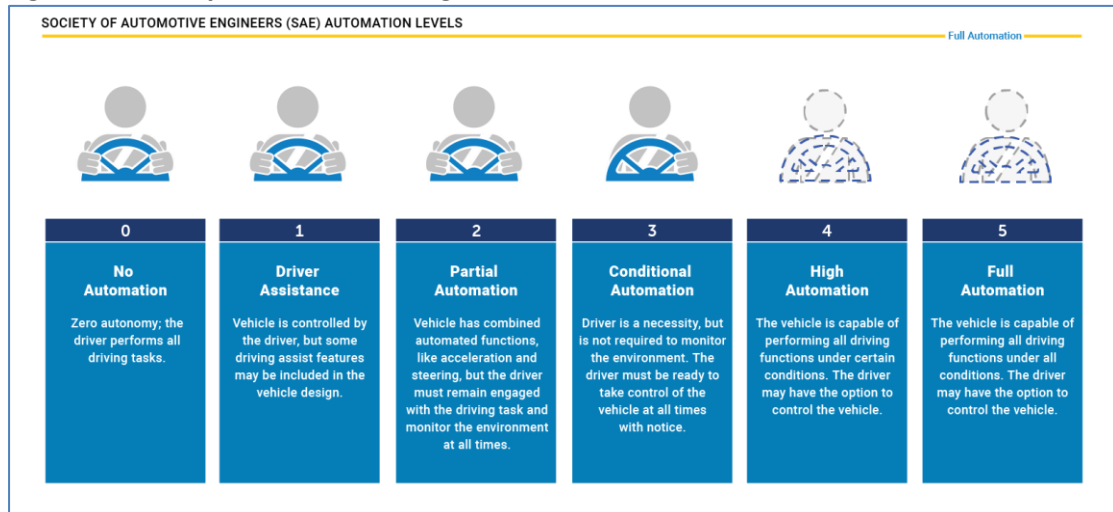 SOCIETY OF AUTOMOTIVE ENGINEERS (SAE) AUTOMATION LEVELS
Full Automation
0
No
Automation
Zero autonomy; the
driver performs all
driving tasks.
1
Driver
Assistance
Vehicle is controlled by
the driver, but some
driving assist features
may be included in the
vehicle design.
2
Partial
Automation
Vehicle has combined
automated functions,
like acceleration and
steering, but the driver
must remain engaged
with the driving task and
monitor the environment
at all times.
3
Conditional
Automation
Driver is a necessity, but
is not required to monitor
the environment. The
driver must be ready to
take control of the
vehicle at all times
with notice.
4
High
Automation
The vehicle is capable of
performing all driving
functions under certain
conditions. The driver
may have the option to
control the vehicle.
5
Full
Automation
The vehicle is capable of
performing all driving
functions under all
conditions. The driver
may have the option to
control the vehicle.